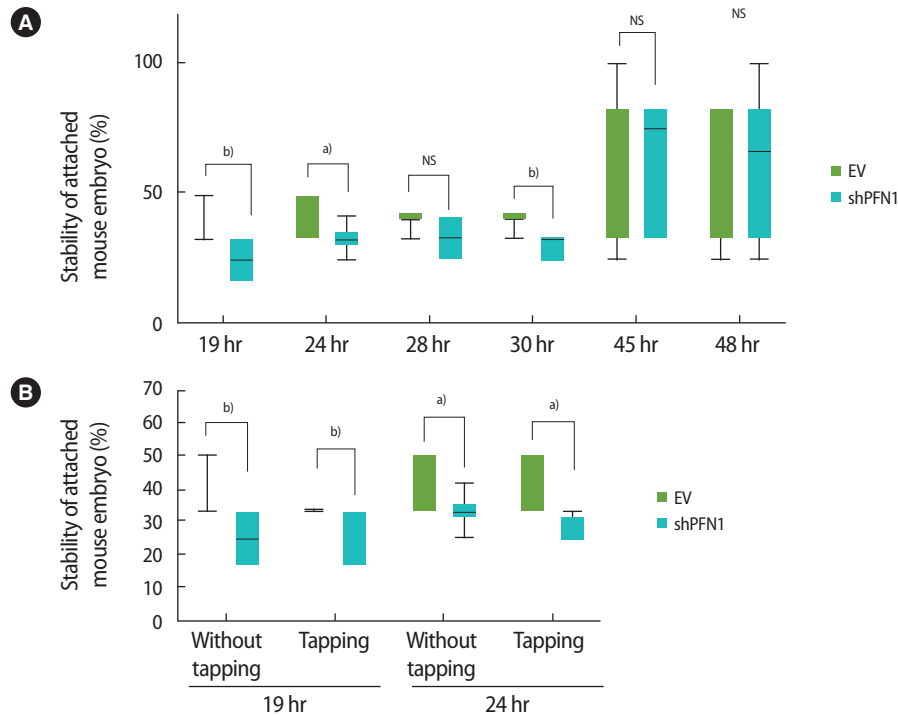 A
Stability of attached
mouse embryo (%)
100
50
0
b)
a)
NS
b)
NS
NS
19 hr
24 hr
28 hr
30 hr
45 hr
48 hr
EV
shPFN1
B
Stability of attached
mouse embryo (%)
70
60
50
40
30
20
10
0
b)
b)
a)
a)
EV
shPFN1
Without
tapping
Tapping
Without
tapping
Tapping
19 hr
24 hr